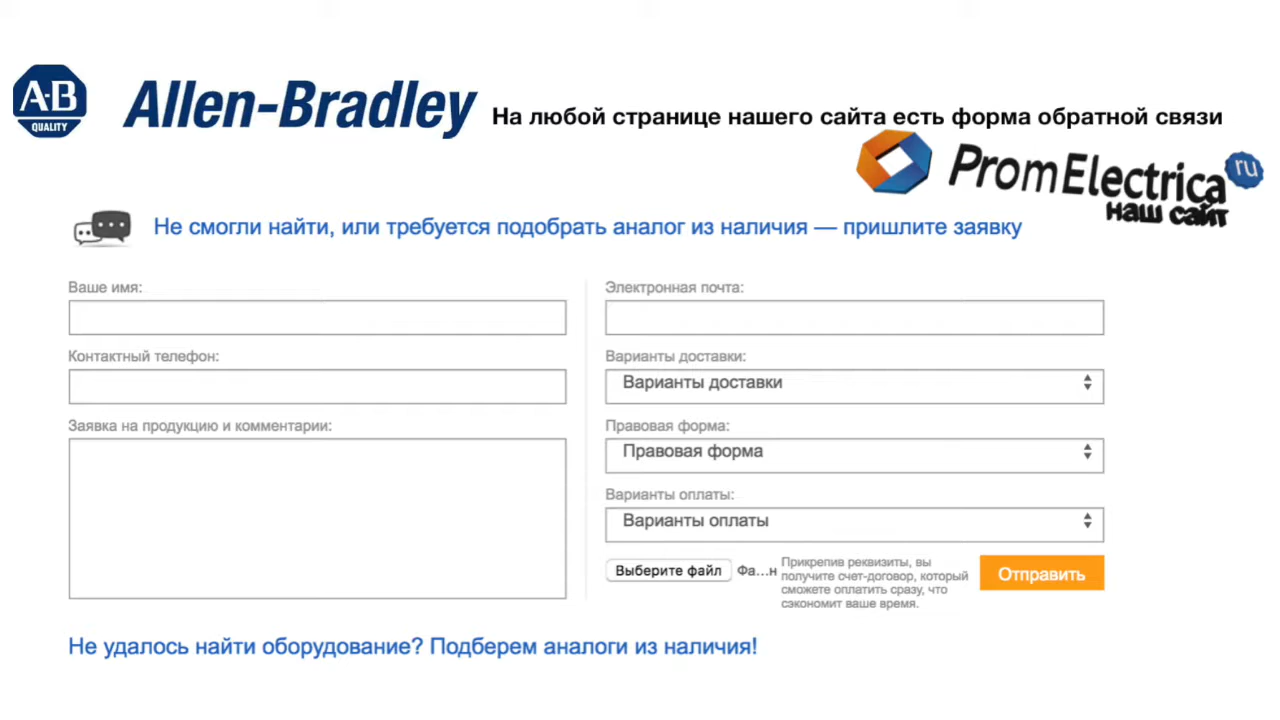 A-B
QUALITY
Allen-Bradley
На любой странице нашего сайта есть форма обратной связи
PromElectrica ru
наш сайт
Не смогли найти, или требуется подобрать аналог из наличия — пришлите заявку
Ваше имя:
Электронная почта:
Контактный телефон:
Варианты доставки:
Варианты доставки
Заявка на продукцию и комментарии:
Правовая форма:
Правовая форма
Варианты оплаты:
Варианты оплаты
Выберите файл Фа...н
Прикрепив реквизиты, вы
получите счет-договор, который
сможете оплатить сразу, что
сэкономит ваше время.
Отправить
Не удалось найти оборудование? Подберем аналоги из наличия!